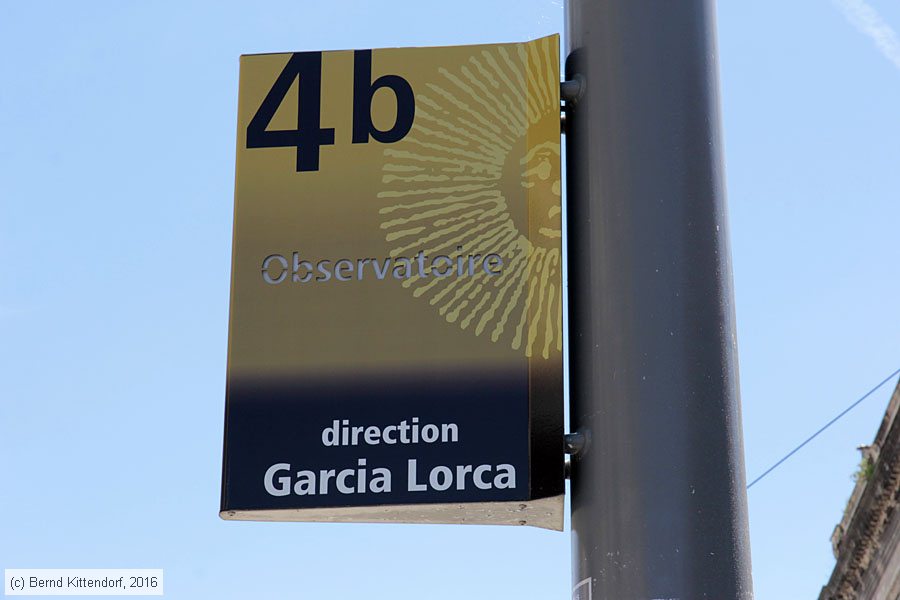 4b
Observatoire
direction
Garcia Lorca
(c) Bernd Kittendorf, 2016